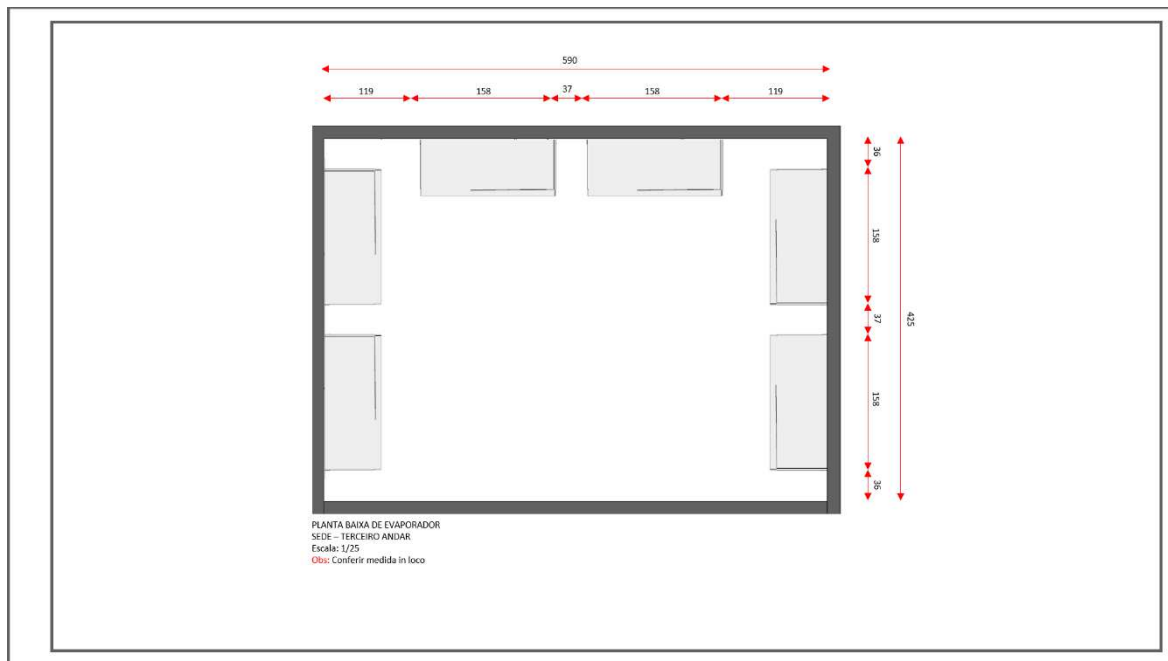 590
119 158 37 158 119
36
158
37
425
158
36
PLANTA BAIXA DE EVAPORADOR
SEDE – TERCEIRO ANDAR
Escala: 1/25
Obs: Conferir medida in loco